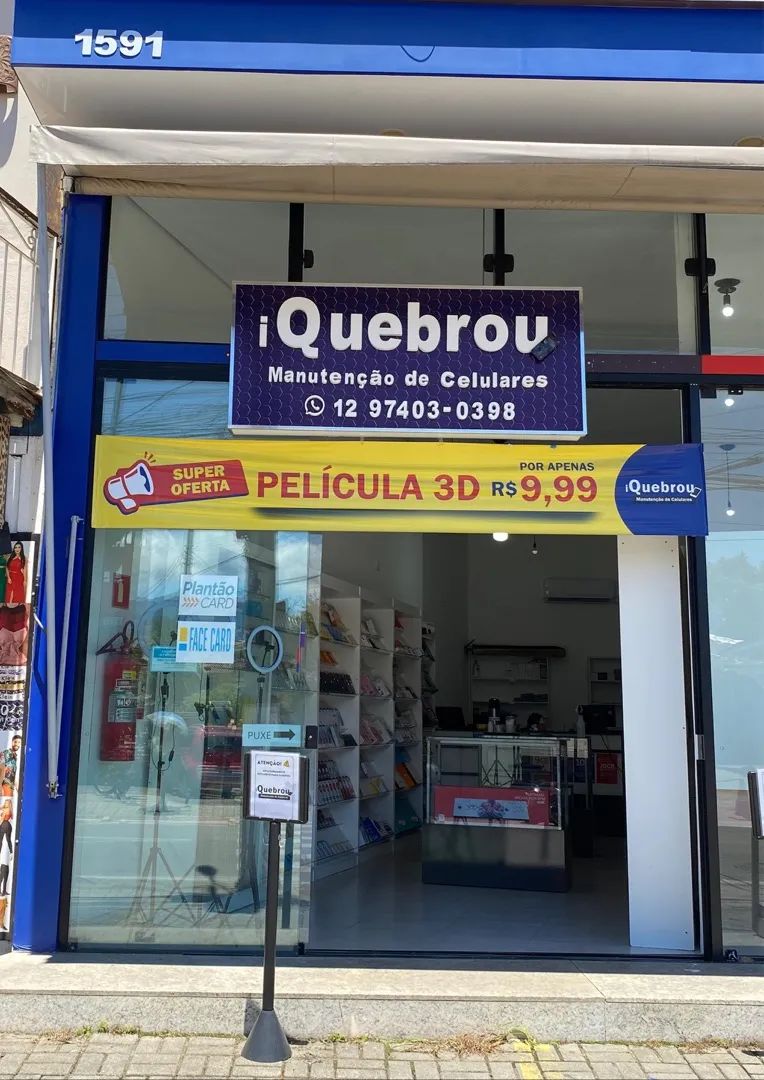 1591
iQuebrou
Manutenção de Celulares
12 97403-0398
SUPER
OFERTA
PELÍCULA 3D
POR APENAS
R$9,99
iQuebrou
Manutenção de Celulares
Plantão
CARD
FACE CARD
PUXE
ATENÇÃO!
Quebrou